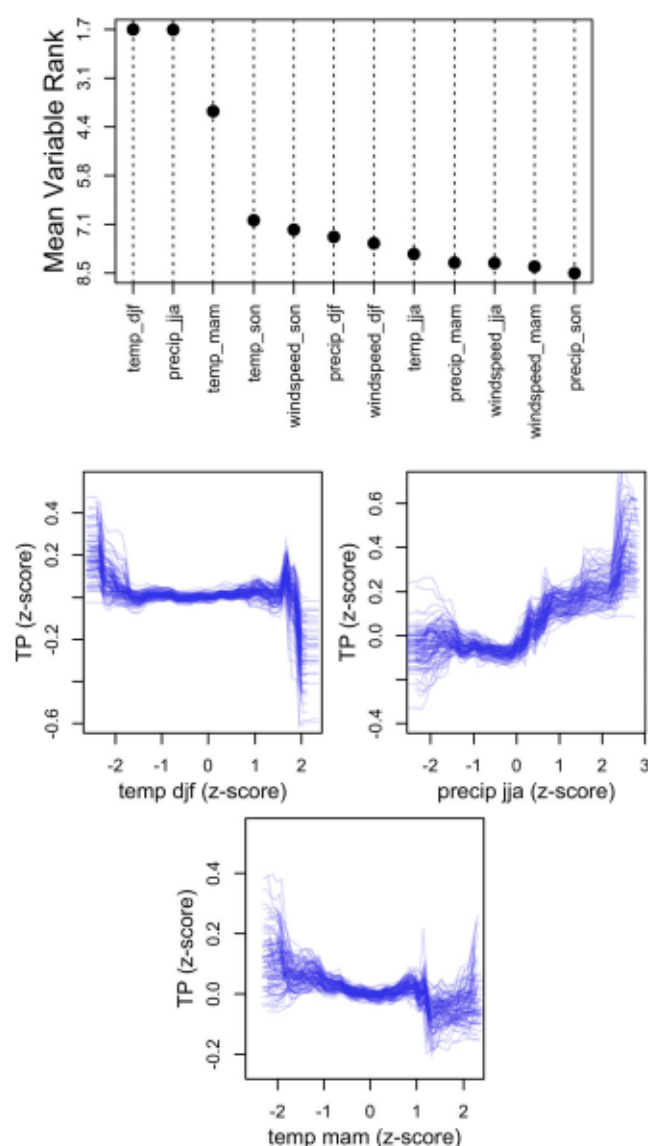 Mean Variable Rank
1.7
3.1
4.4
5.8
7.1
8.5
temp_djf
precip_jja
temp_mam
temp_son
windspeed_son
precip_djf
windspeed_djf
temp_jja
precip_mam
windspeed_jja
windspeed_mam
precip_son
TP (z-score)
0.4
0.2
-0.2
-0.6
-2 -1 0 1 2
temp djf (z-score)
TP (z-score)
0.6
0.4
0.2
0.0
-0.4
-2 -1 0 1 2 3
precip jja (z-score)
TP (z-score)
0.4
0.2
0.0
-0.2
-2 -1 0 1 2
temp mam (z-score)